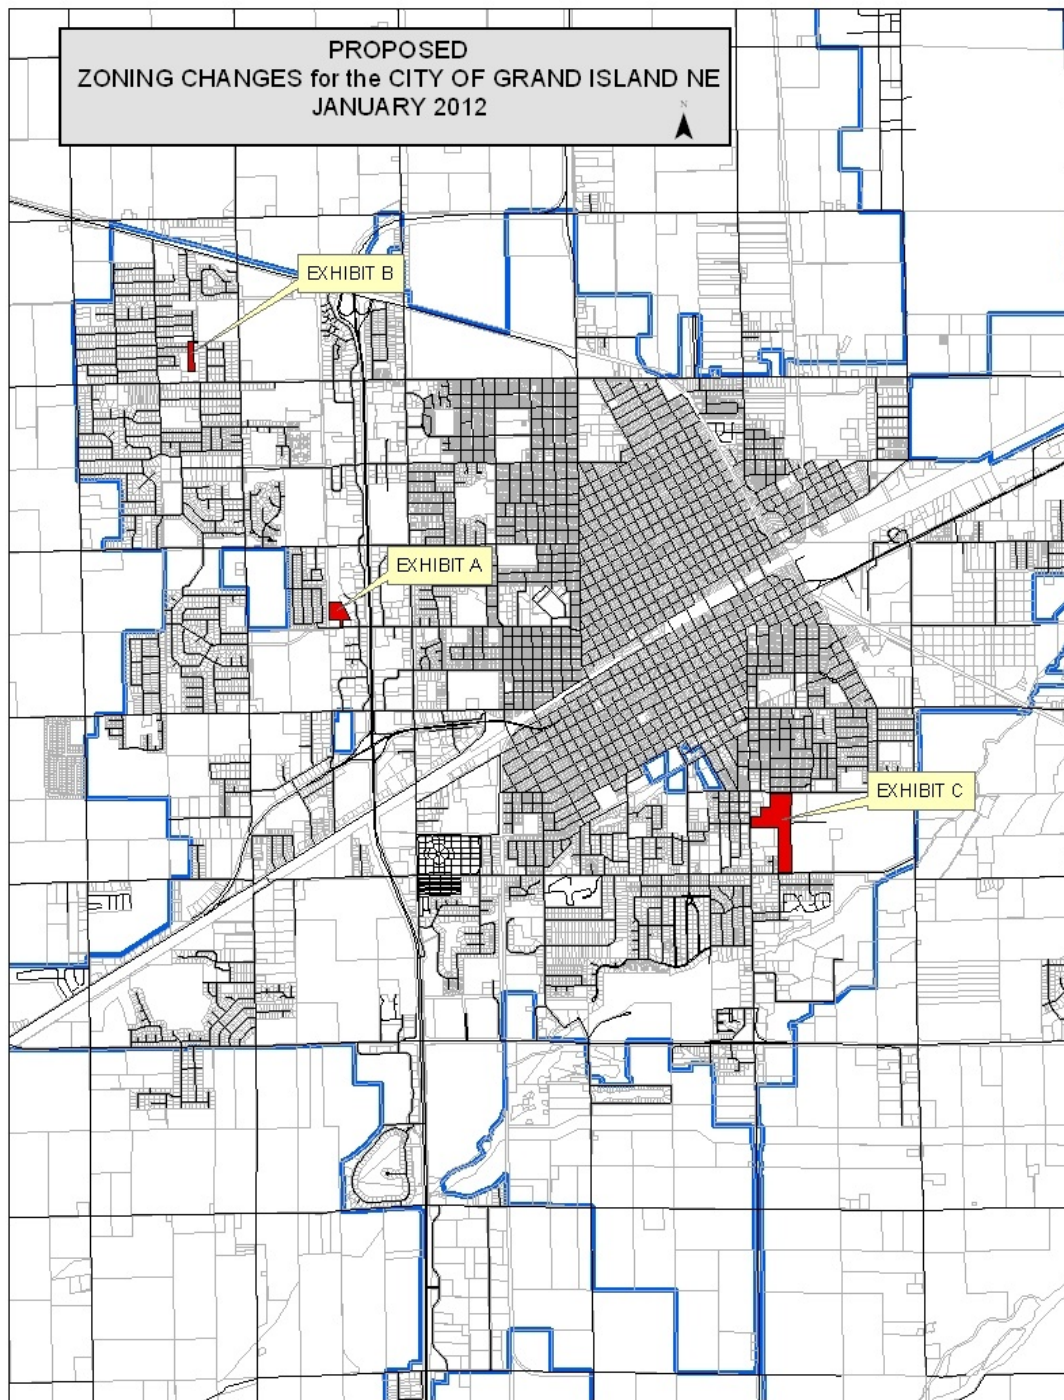 PROPOSED
ZONING CHANGES for the CITY OF GRAND ISLAND NE
JANUARY 2012
N
EXHIBIT B
EXHIBIT A
EXHIBIT C